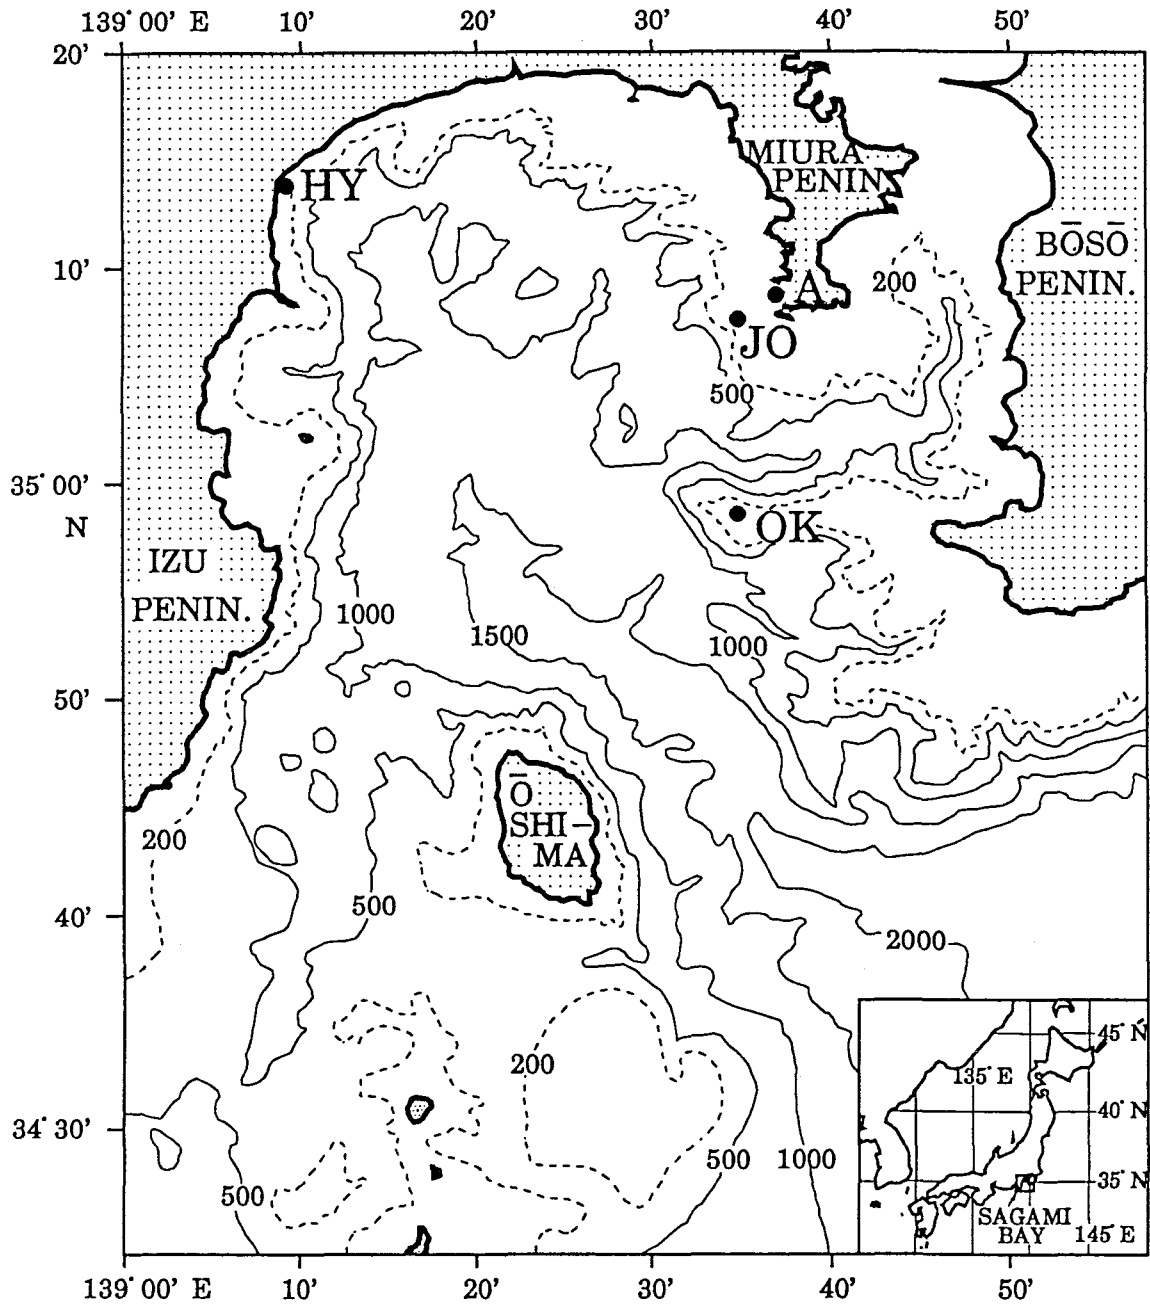 139° 00' E 10' 20' 30' 40' 50'
20'
MIURA
PENIN.
HY
BŌSŌ
PENIN.
10'
200
A
JO
500
35° 00'
N
OK
IZU
PENIN.
1000
1500
1000
50'
Ō
SHI–
MA
200
500
40'
2000
200
45° N
135° E
40° N
34° 30'
500
1000
35° N
500
SAGAMI
BAY
145° E
139° 00' E 10' 20' 30' 40' 50'